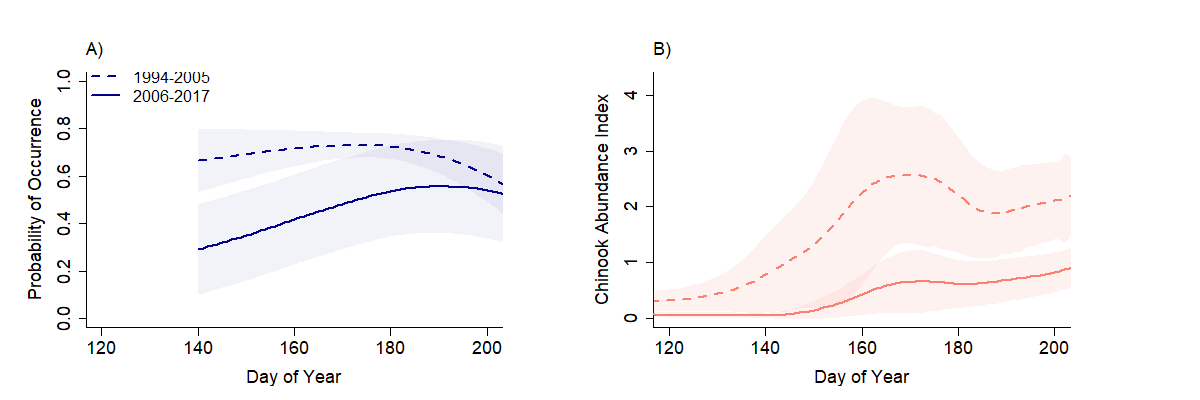 A)
1994-2005
2006-2017
Probability of Occurrence
0.0 0.2 0.4 0.6 0.8 1.0
120 140 160 180 200
Day of Year
B)
Chinook Abundance Index
0 1 2 3 4
120 140 160 180 200
Day of Year